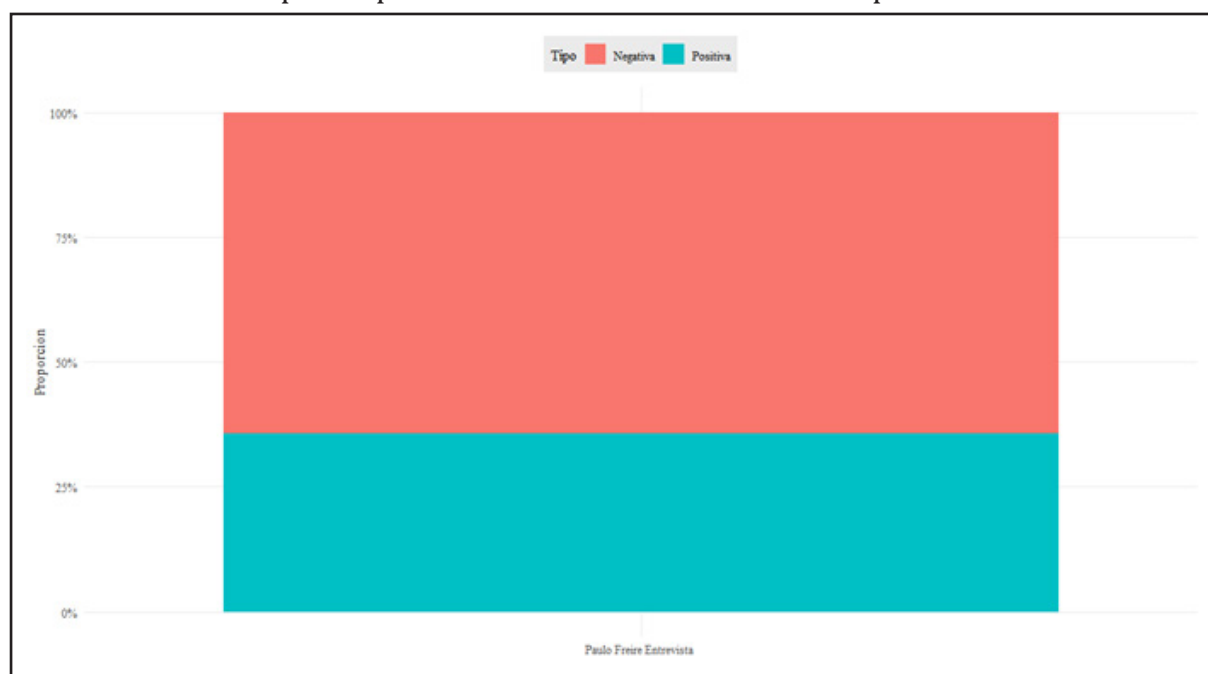 Tipo Negativa Positiva
100%
75%
50%
25%
0%
Proporcion
Paulo Freire Entrevista